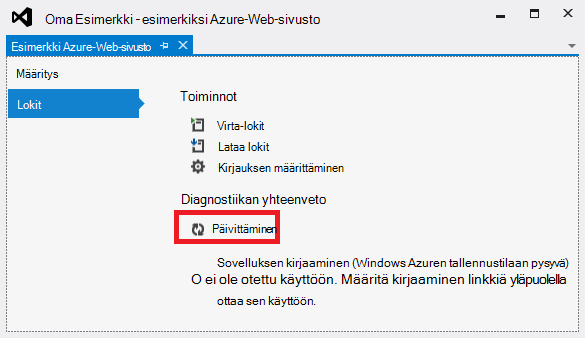 Oma Esimerkki - esimerkiksi Azure-Web-sivusto
Esimerkki Azure-Web-sivusto
Määritys
Lokit
Toiminnot
Virta-lokit
Lataa lokit
Kirjauksen määrittäminen
Diagnostiikan yhteenveto
Päivittäminen
Sovelluksen kirjaaminen (Windows Azuren tallennustilaan pysyvä)
O ei ole otettu käyttöön. Määritä kirjaaminen linkkiä yläpuolella
ottaa sen käyttöön.